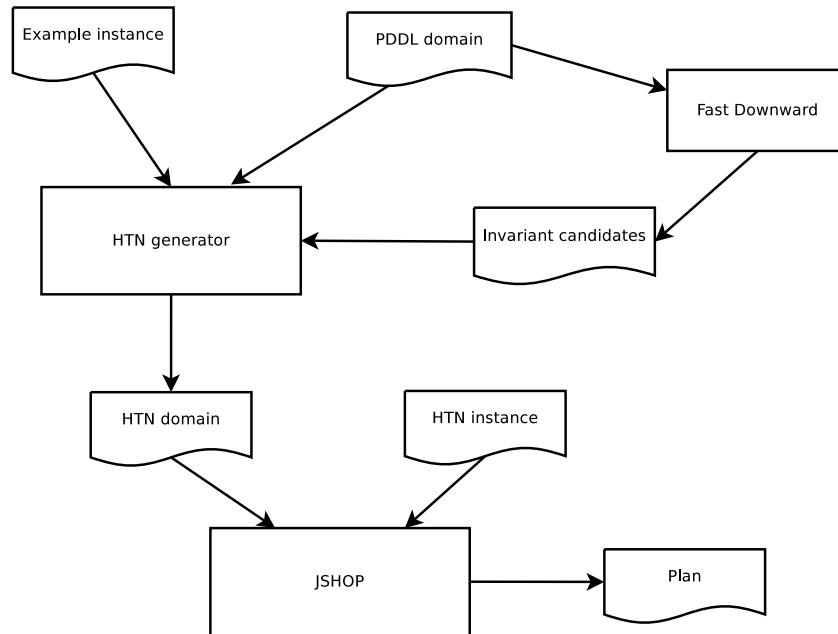 Example instance
PDDL domain
Fast Downward
HTN generator
Invariant candidates
HTN domain
HTN instance
JSHOP
Plan